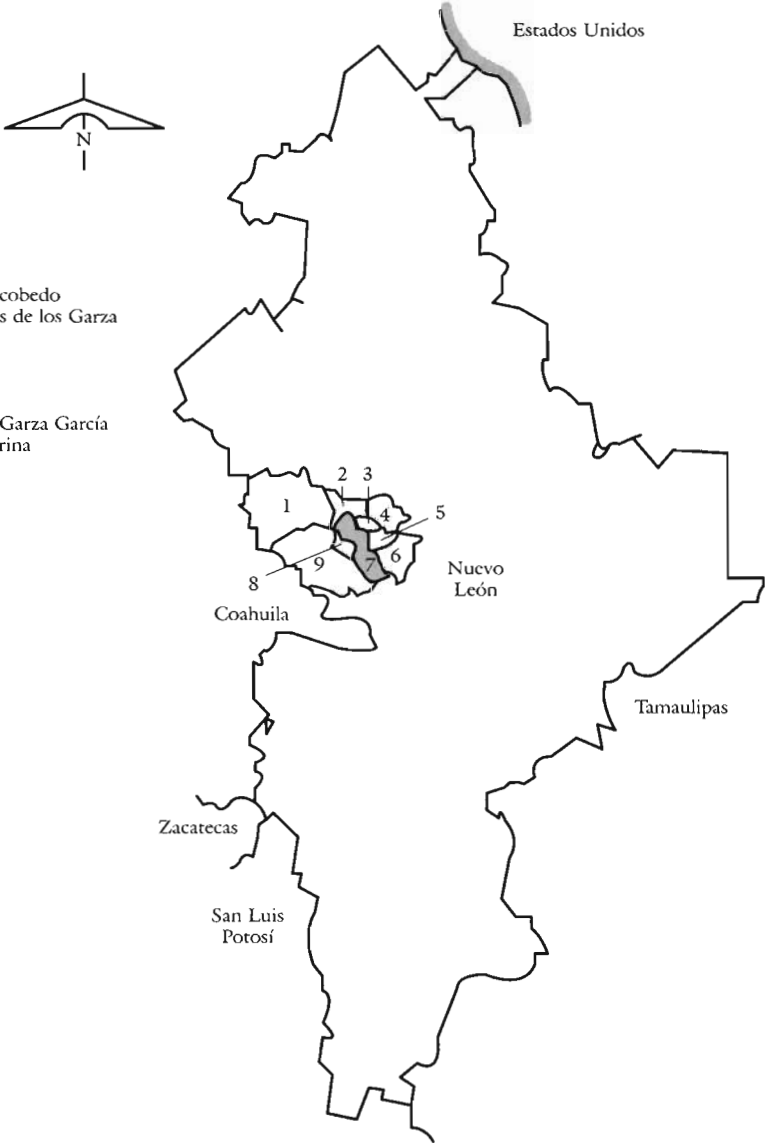 Estados Unidos
N
cobedo
s de los Garza
Garza García
rina
2 3
1
4
5
6
7
8
9
Nuevo
León
Coahuila
Tamaulipas
Zacatecas
San Luis
Potosí